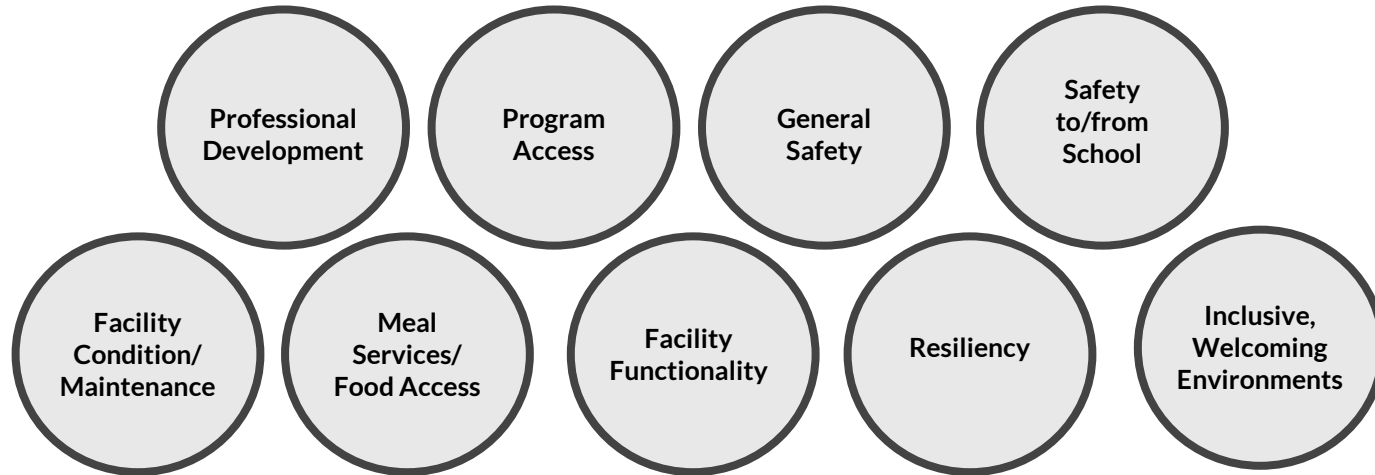 Professional
Development
Program
Access
General
Safety
Safety
to/from
School
Facility
Condition/
Maintenance
Meal
Services/
Food Access
Facility
Functionality
Resiliency
Inclusive,
Welcoming
Environments